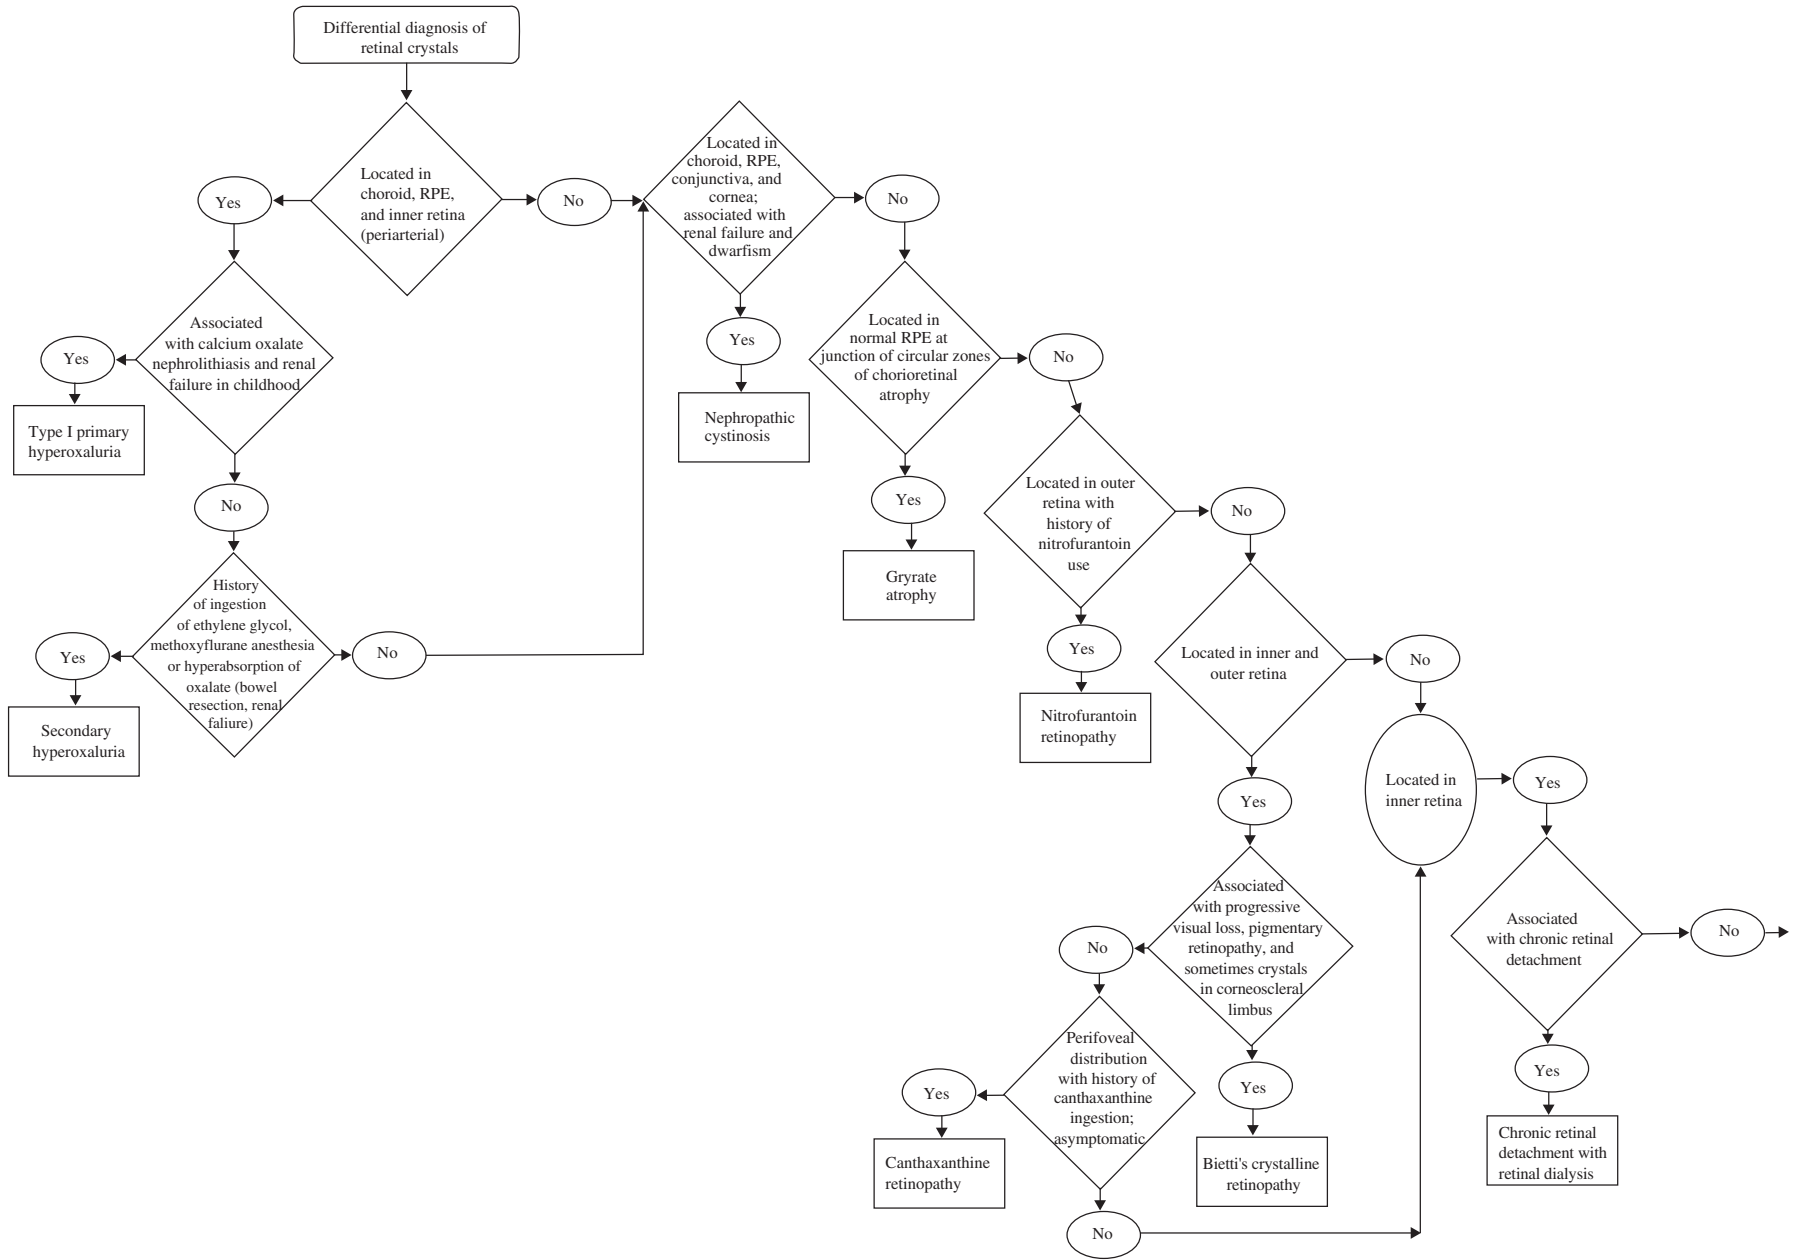 Differential diagnosis of
retinal crystals
Located in
choroid, RPE,
and inner retina
(periarterial)
Yes
No
Located in
choroid, RPE,
conjunctiva, and
cornea;
associated with
renal failure and
dwarfism
No
Associated
with calcium oxalate
nephrolithiasis and renal
failure in childhood
Yes
Type I primary
hyperoxaluria
No
History
of ingestion
of ethylene glycol,
methoxyflurane anesthesia
or hyperabsorption of
oxalate (bowel
resection, renal
faliure)
Yes
No
Secondary
hyperoxaluria
Yes
Nephropathic
cystinosis
Located in
normal RPE at
junction of circular zones
of chorioretinal
atrophy
No
Yes
Gryrate
atrophy
Located in outer
retina with
history of
nitrofurantoin
use
No
Yes
Nitrofurantoin
retinopathy
Located in inner and
outer retina
No
Yes
Located in
inner retina
Yes
Associated
with progressive
visual loss, pigmentary
retinopathy, and
sometimes crystals
in corneoscleral
limbus
No
Yes
Bietti's crystalline
retinopathy
Perifoveal
distribution
with history of
canthaxanthine
ingestion;
asymptomatic
Yes
Canthaxanthine
retinopathy
No
Associated
with chronic retinal
detachment
No
Yes
Chronic retinal
detachment with
retinal dialysis